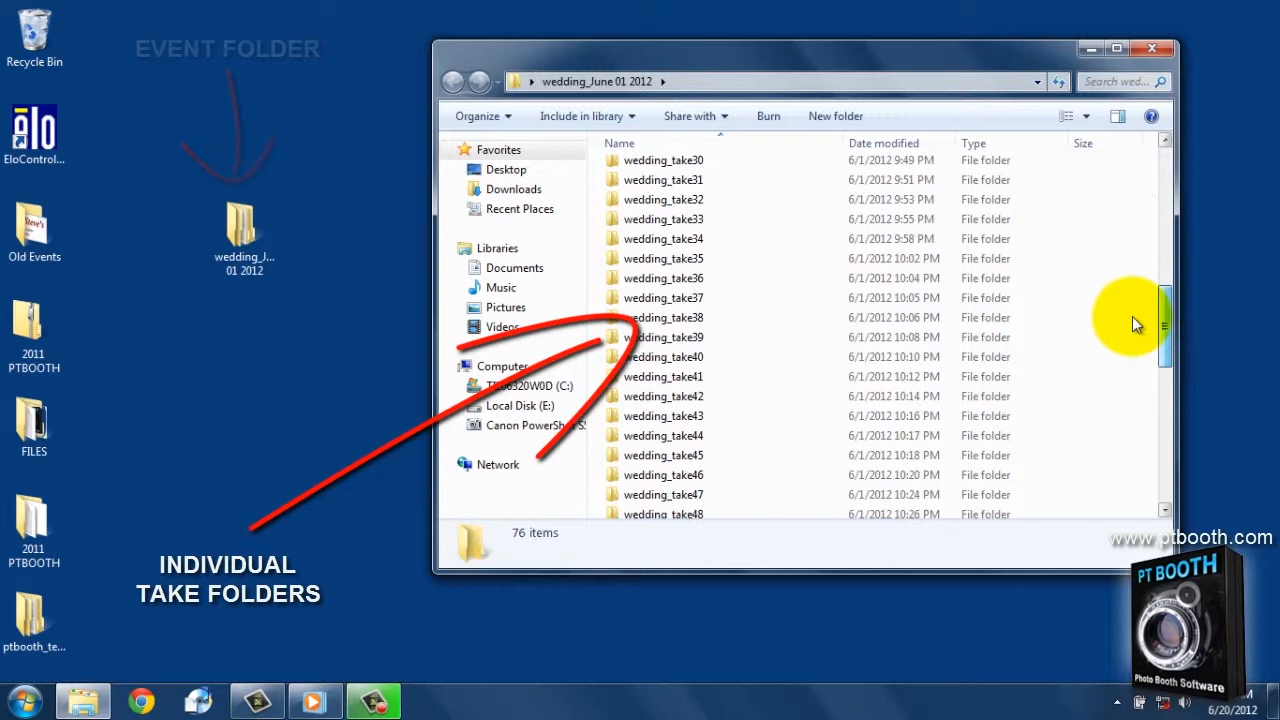 EVENT FOLDER
Recycle Bin
EloControl...
Old Events
2011
PTBOOTH
FILES
2011
PTBOOTH
ptbooth_te...
wedding_J...
01 2012
INDIVIDUAL
TAKE FOLDERS
wedding_June 01 2012
Search wed...
Organize Include in library Share with Burn New folder
Favorites
Desktop
Downloads
Recent Places
Libraries
Documents
Music
Pictures
Videos
Computer
(C:)
Local Disk (E:)
Canon PowerShot
Network
Name Date modified Type Size
wedding_take30 6/1/2012 9:49 PM File folder
wedding_take31 6/1/2012 9:51 PM File folder
wedding_take32 6/1/2012 9:53 PM File folder
wedding_take33 6/1/2012 9:55 PM File folder
wedding_take34 6/1/2012 9:58 PM File folder
wedding_take35 6/1/2012 10:02 PM File folder
wedding_take36 6/1/2012 10:04 PM File folder
wedding_take37 6/1/2012 10:05 PM File folder
wedding_take38 6/1/2012 10:06 PM File folder
wedding_take39 6/1/2012 10:08 PM File folder
wedding_take40 6/1/2012 10:10 PM File folder
wedding_take41 6/1/2012 10:12 PM File folder
wedding_take42 6/1/2012 10:14 PM File folder
wedding_take43 6/1/2012 10:16 PM File folder
wedding_take44 6/1/2012 10:17 PM File folder
wedding_take45 6/1/2012 10:18 PM File folder
wedding_take46 6/1/2012 10:20 PM File folder
wedding_take47 6/1/2012 10:24 PM File folder
wedding_take48 6/1/2012 10:26 PM File folder
76 items
www.ptbooth.com
PT BOOTH
Photo Booth Software
6/20/2012
elo
Steve's